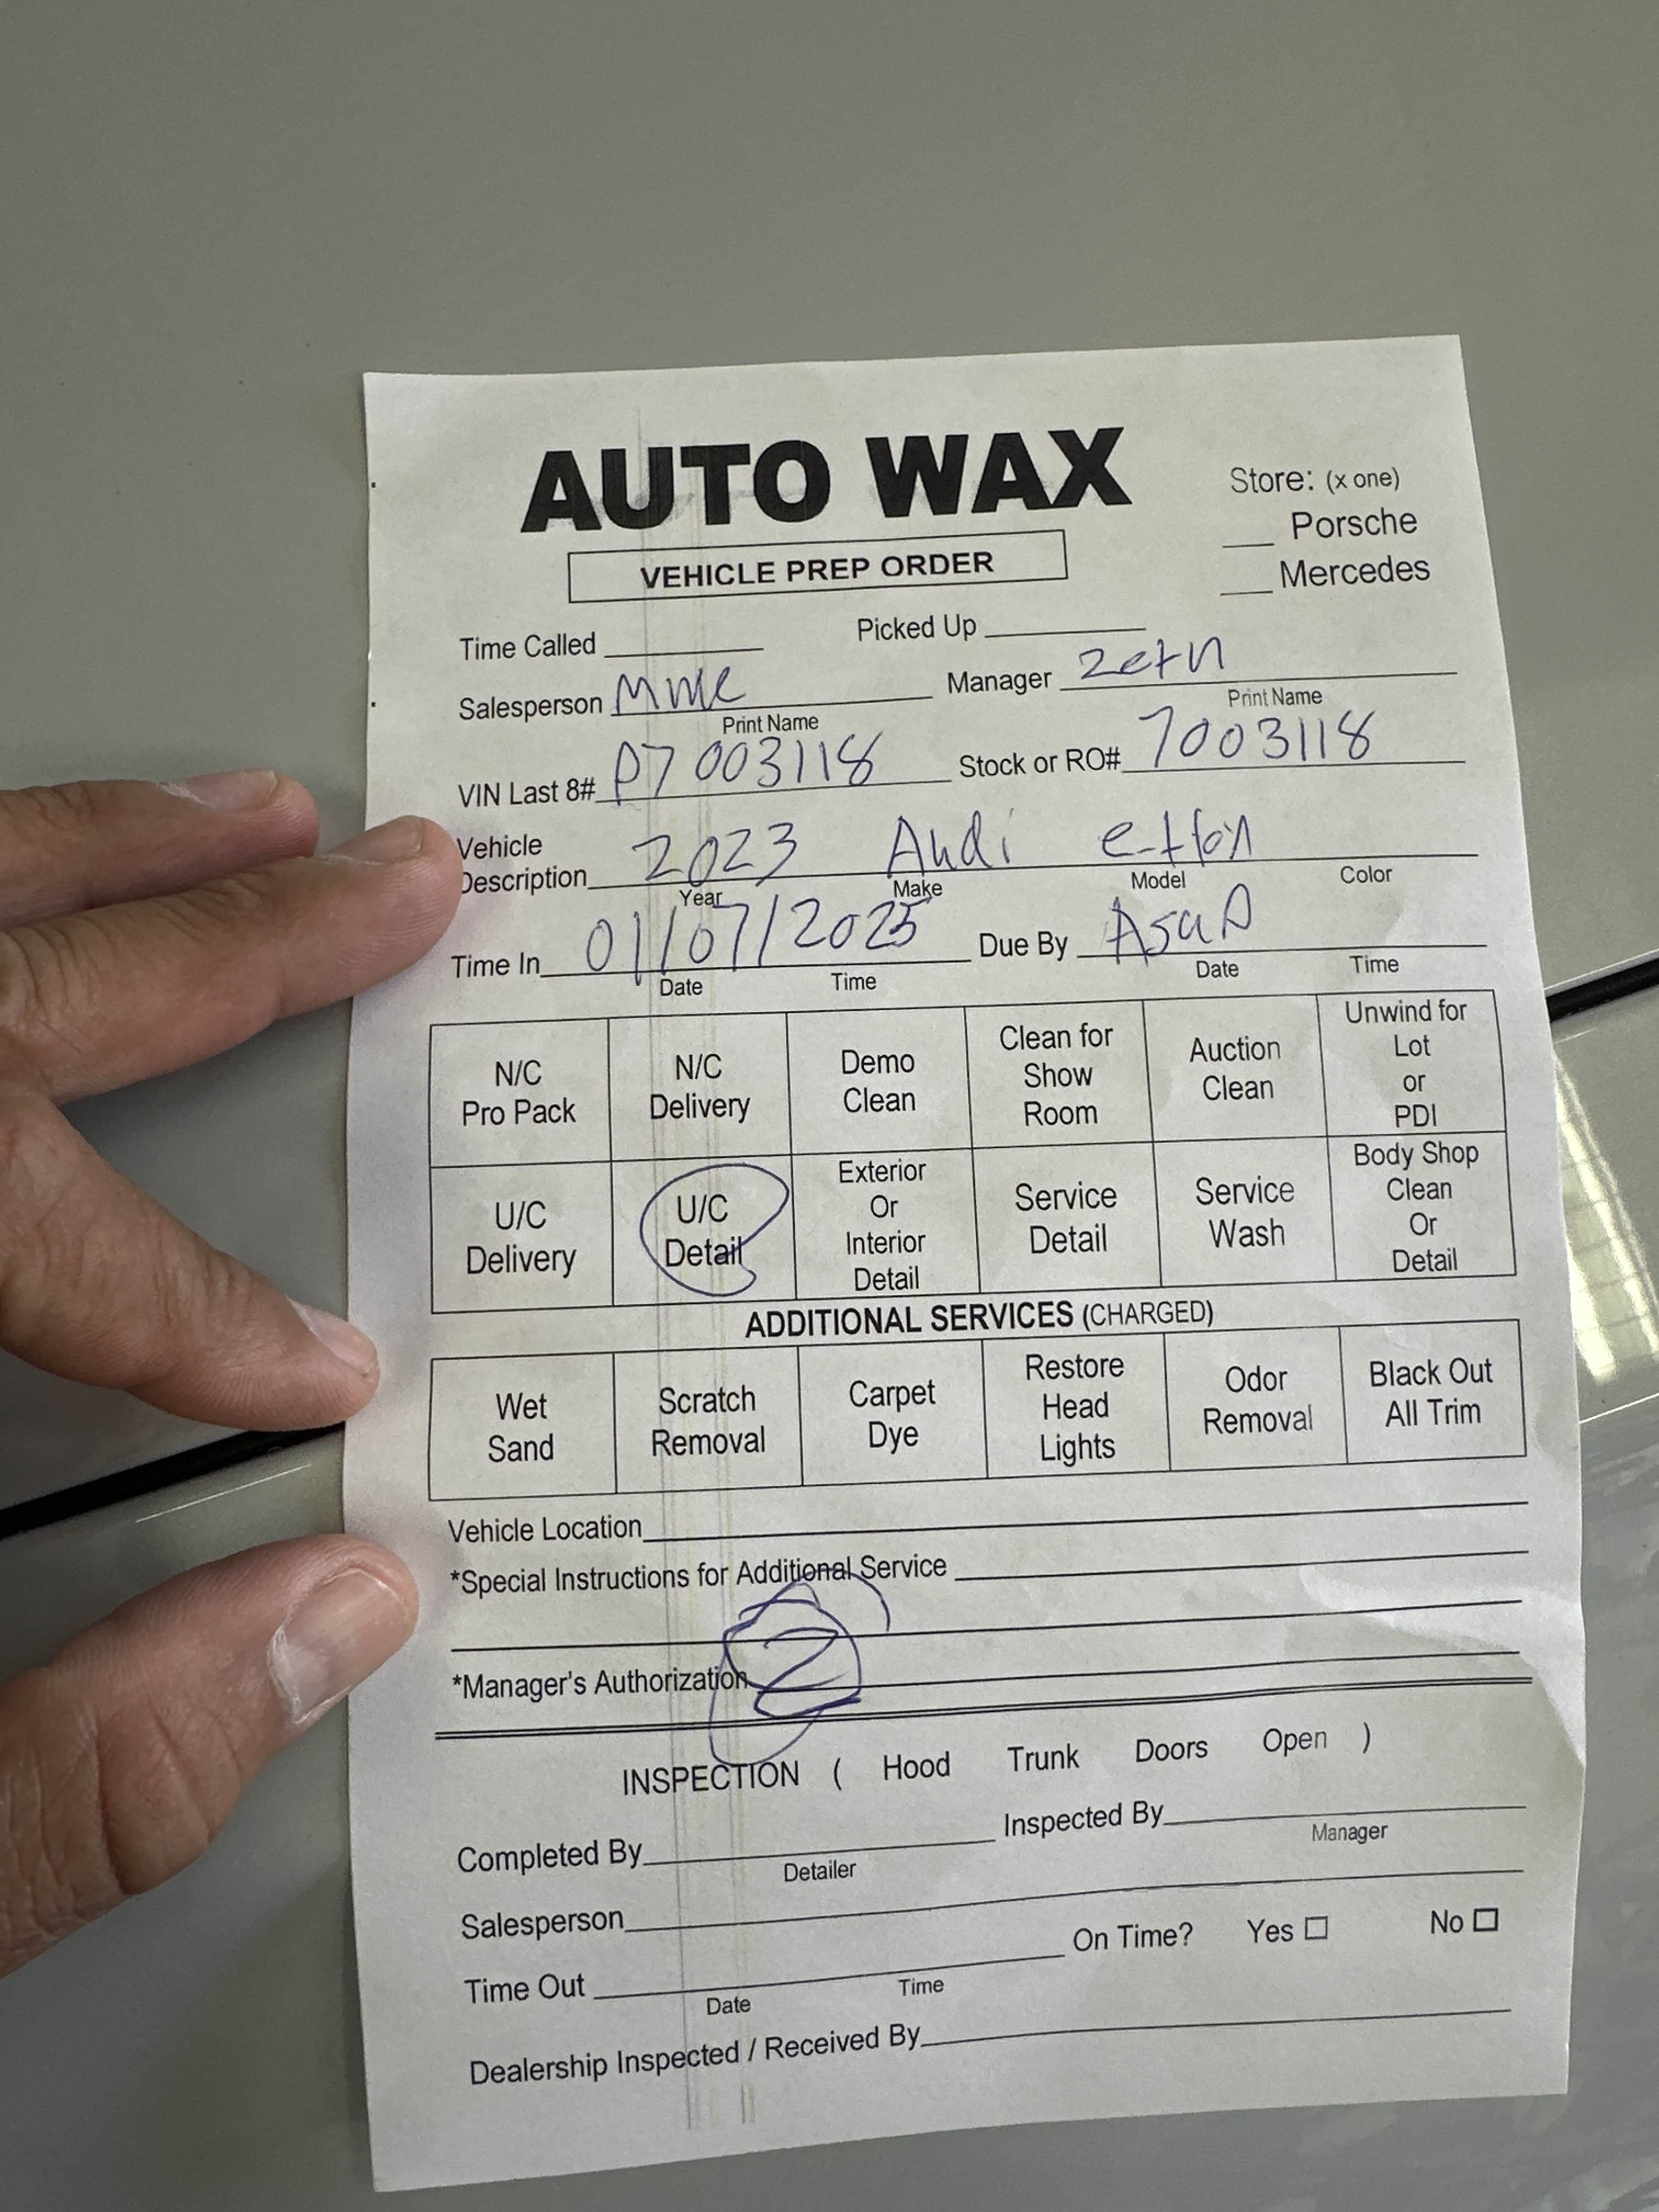 AUTO WAX
Store: (x one)
VEHICLE PREP ORDER
___ Porsche
___ Mercedes
Time Called ___ Picked Up ___
Salesperson Manager
Print Name Print Name
VIN Last 8# P7003118 Stock or RO# 7003118
Vehicle Description 2023 Audi
Year Make Model Color
Time In 01/07/2025 Due By ASAP
Date Time Date Time
N/C Pro Pack N/C Delivery Demo Clean Clean for Show Room Auction Clean Unwind for Lot or PDI
U/C Delivery U/C Detail Exterior Or Interior Detail Service Detail Service Wash Body Shop Clean Or Detail
ADDITIONAL SERVICES (CHARGED)
Wet Sand Scratch Removal Carpet Dye Restore Head Lights Odor Removal Black Out All Trim
Vehicle Location
*Special Instructions for Additional Service
2
*Manager's Authorization
INSPECTION ( Hood Trunk Doors Open )
Completed By Inspected By
Detailer Manager
Salesperson
Time Out On Time? Yes ☐ No ☐
Date Time
Dealership Inspected / Received By